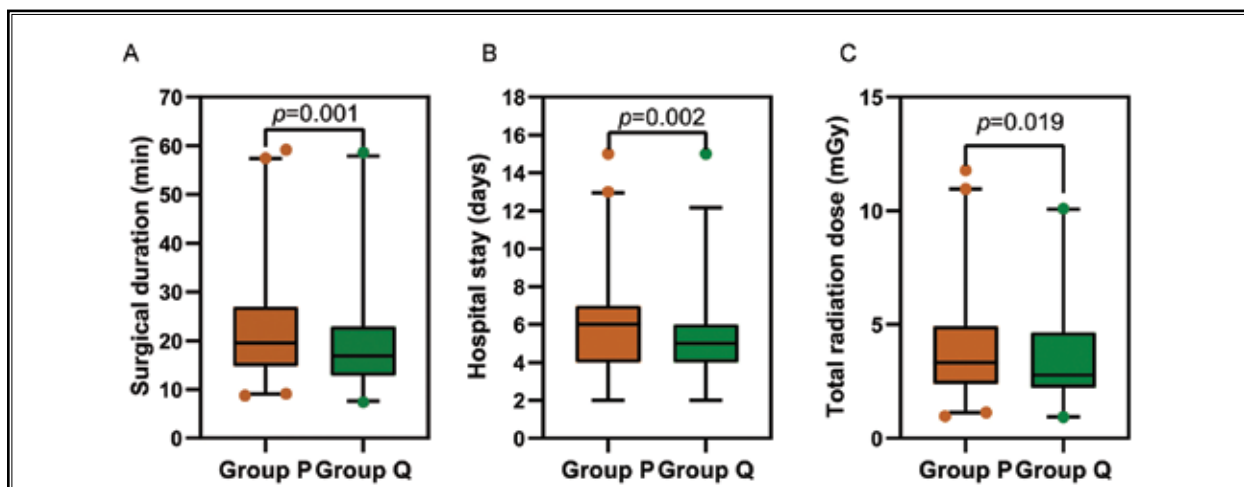 A
Surgical duration (min)
70
60
50
40
30
20
10
0
p=0.001
Group P Group Q
B
Hospital stay (days)
18
16
14
12
10
8
6
4
2
0
p=0.002
Group P Group Q
C
Total radiation dose (mGy)
15
10
5
0
p=0.019
Group P Group Q